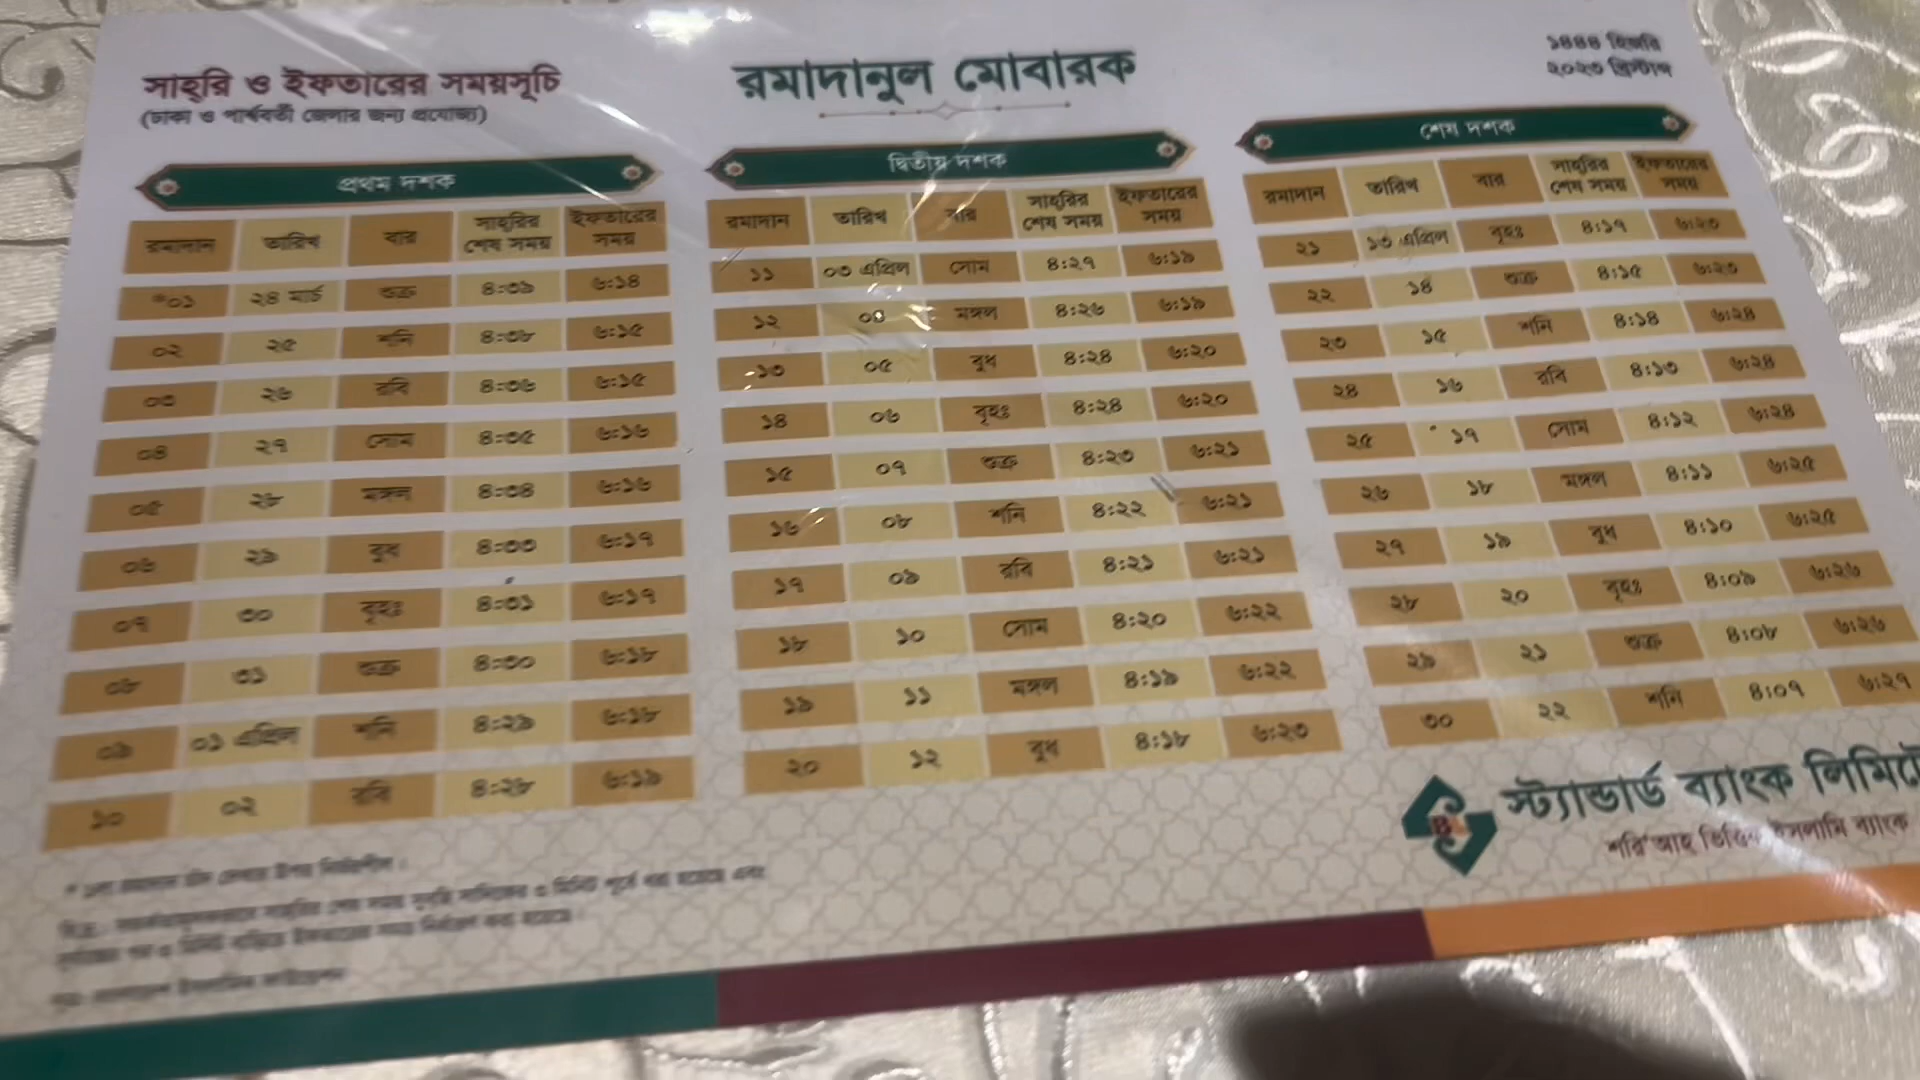 সাহ্‌রি ও ইফতারের সময়সূচি
(ঢাকা ও পার্শ্ববর্তী জেলার জন্য প্রযোজ্য)
রমাদানুল মোবারক
১৪৪৪ হিজরি
২০২৩ খ্রিস্টাব্দ
প্রথম দশক
রমাদান তারিখ বার সাহ্‌রির শেষ সময় ইফতারের সময়
*০১ ২৪ মার্চ শুক্র ৪:৩৯ ৬:১৪
০২ ২৫ শনি ৪:৩৮ ৬:১৫
০৩ ২৬ রবি ৪:৩৬ ৬:১৫
০৪ ২৭ সোম ৪:৩৫ ৬:১৬
০৫ ২৮ মঙ্গল ৪:৩৪ ৬:১৬
০৬ ২৯ বুধ ৪:৩৩ ৬:১৭
০৭ ৩০ বৃহঃ ৪:৩১ ৬:১৭
০৮ ৩১ শুক্র ৪:৩০ ৬:১৮
০৯ ০১ এপ্রিল শনি ৪:২৯ ৬:১৮
১০ ০২ রবি ৪:২৮ ৬:১৯
দ্বিতীয় দশক
রমাদান তারিখ বার সাহ্‌রির শেষ সময় ইফতারের সময়
১১ ০৩ এপ্রিল সোম ৪:২৭ ৬:১৯
১২ ০৪ মঙ্গল ৪:২৬ ৬:১৯
১৩ ০৫ বুধ ৪:২৪ ৬:২০
১৪ ০৬ বৃহঃ ৪:২৪ ৬:২০
১৫ ০৭ শুক্র ৪:২৩ ৬:২১
১৬ ০৮ শনি ৪:২২ ৬:২১
১৭ ০৯ রবি ৪:২১ ৬:২১
১৮ ১০ সোম ৪:২০ ৬:২২
১৯ ১১ মঙ্গল ৪:১৯ ৬:২২
২০ ১২ বুধ ৪:১৮ ৬:২৩
শেষ দশক
রমাদান তারিখ বার সাহ্‌রির শেষ সময় ইফতারের সময়
২১ ১৩ এপ্রিল বৃহঃ ৪:১৭ ৬:২৩
২২ ১৪ শুক্র ৪:১৫ ৬:২৩
২৩ ১৫ শনি ৪:১৪ ৬:২৪
২৪ ১৬ রবি ৪:১৩ ৬:২৪
২৫ ১৭ সোম ৪:১২ ৬:২৪
২৬ ১৮ মঙ্গল ৪:১১ ৬:২৫
২৭ ১৯ বুধ ৪:১০ ৬:২৫
২৮ ২০ বৃহঃ ৪:০৯ ৬:২৬
২৯ ২১ শুক্র ৪:০৮ ৬:২৬
৩০ ২২ শনি ৪:০৭ ৬:২৭
স্ট্যান্ডার্ড ব্যাংক লিমিটে
শরি'আহ্ ভিত্তিক ইসলামি ব্যাংক